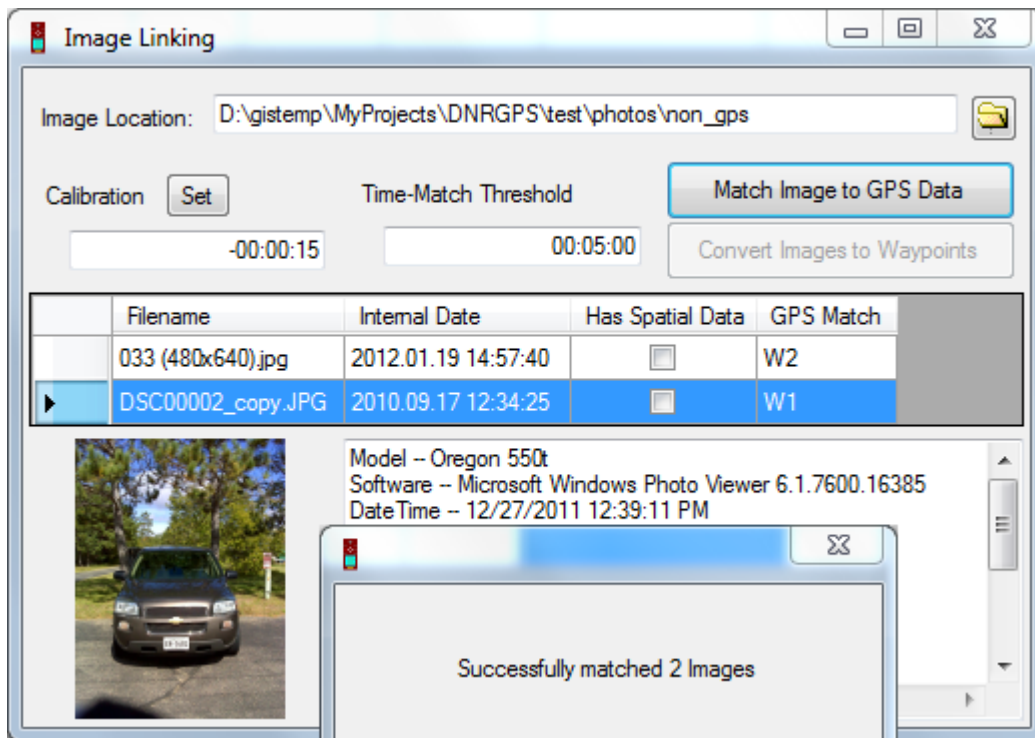 Image Linking
Image Location: D:\gistemp\MyProjects\DNRGPS\test\photos\non_gps
Calibration Set Time-Match Threshold Match Image to GPS Data
-00:00:15 00:05:00 Convert Images to Waypoints
Filename Internal Date Has Spatial Data GPS Match
033 (480x640).jpg 2012.01.19 14:57:40 W2
DSC00002_copy.JPG 2010.09.17 12:34:25 W1
Model -- Oregon 550t
Software -- Microsoft Windows Photo Viewer 6.1.7600.16385
DateTime -- 12/27/2011 12:39:11 PM
Successfully matched 2 Images